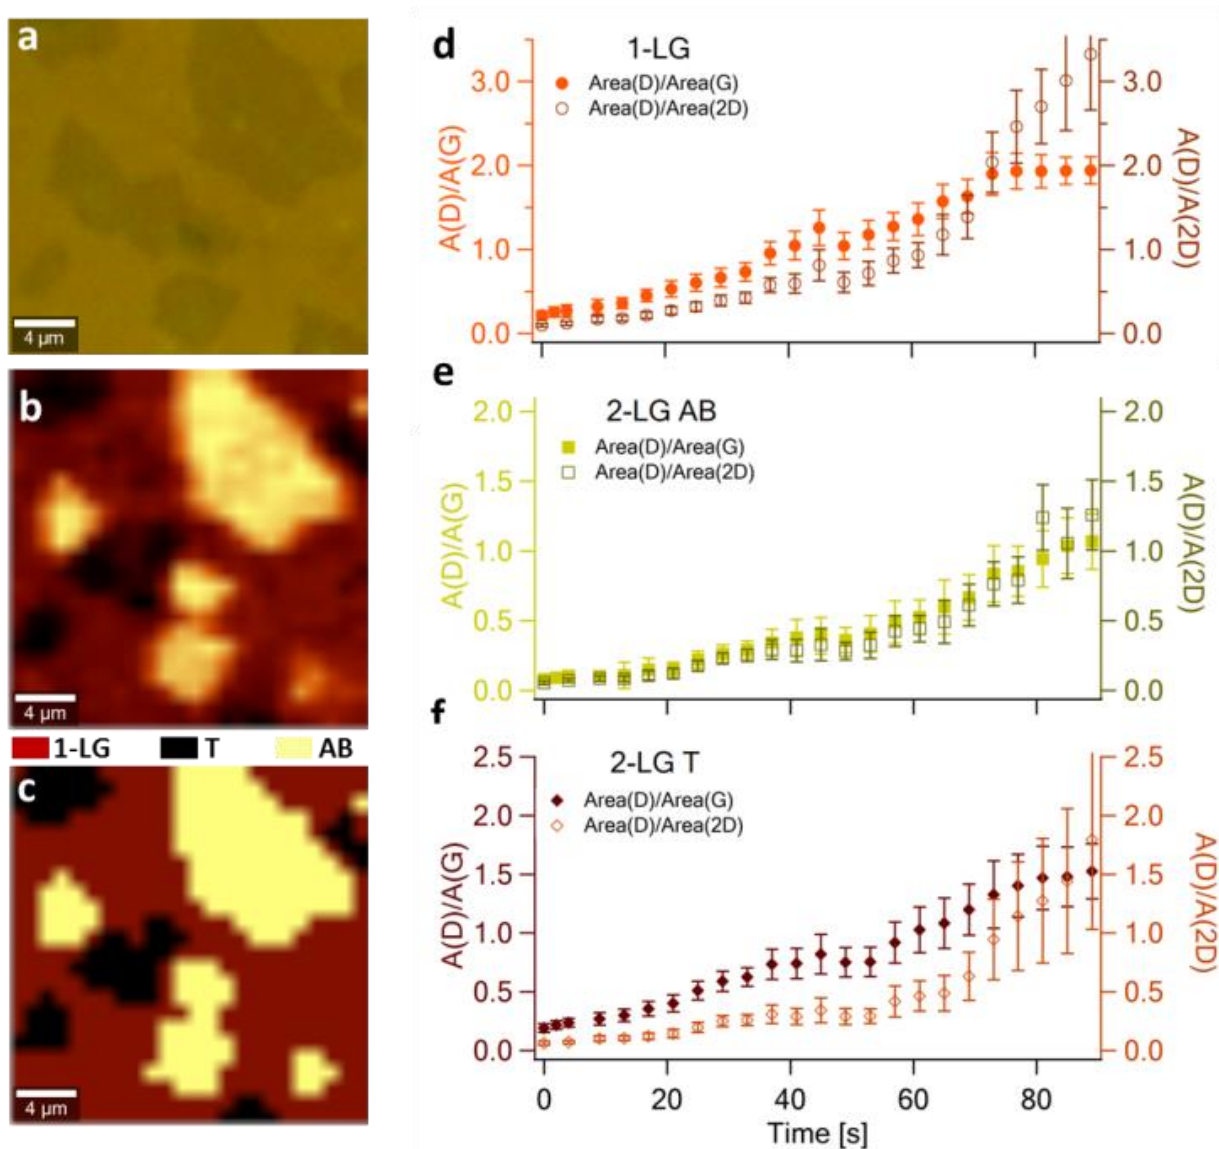 a
4 µm
b
4 µm
1-LG T AB
c
4 µm
d
1-LG
Area(D)/Area(G)
Area(D)/Area(2D)
A(D)/A(G)
3.0
2.0
1.0
0.0
A(D)/A(2D)
3.0
2.0
1.0
0.0
e
2-LG AB
Area(D)/Area(G)
Area(D)/Area(2D)
A(D)/A(G)
2.0
1.5
1.0
0.5
0.0
A(D)/A(2D)
2.0
1.5
1.0
0.5
0.0
f
2-LG T
Area(D)/Area(G)
Area(D)/Area(2D)
A(D)/A(G)
2.5
2.0
1.5
1.0
0.5
0.0
A(D)/A(2D)
2.5
2.0
1.5
1.0
0.5
0.0
0 20 40 60 80
Time [s]